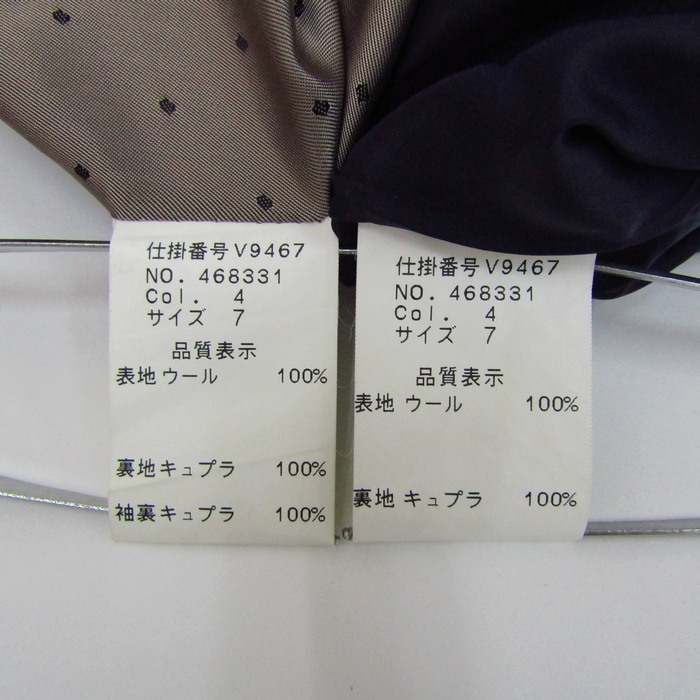 仕掛番号V9467
NO. 468331
Col. 4
サイズ 7
品質表示
表地 ウール 100%
裏地キュプラ 100%
袖裏キュプラ 100%
仕掛番号V9467
NO. 468331
Col. 4
サイズ 7
品質表示
表地 ウール 100%
裏地 キュプラ 100%